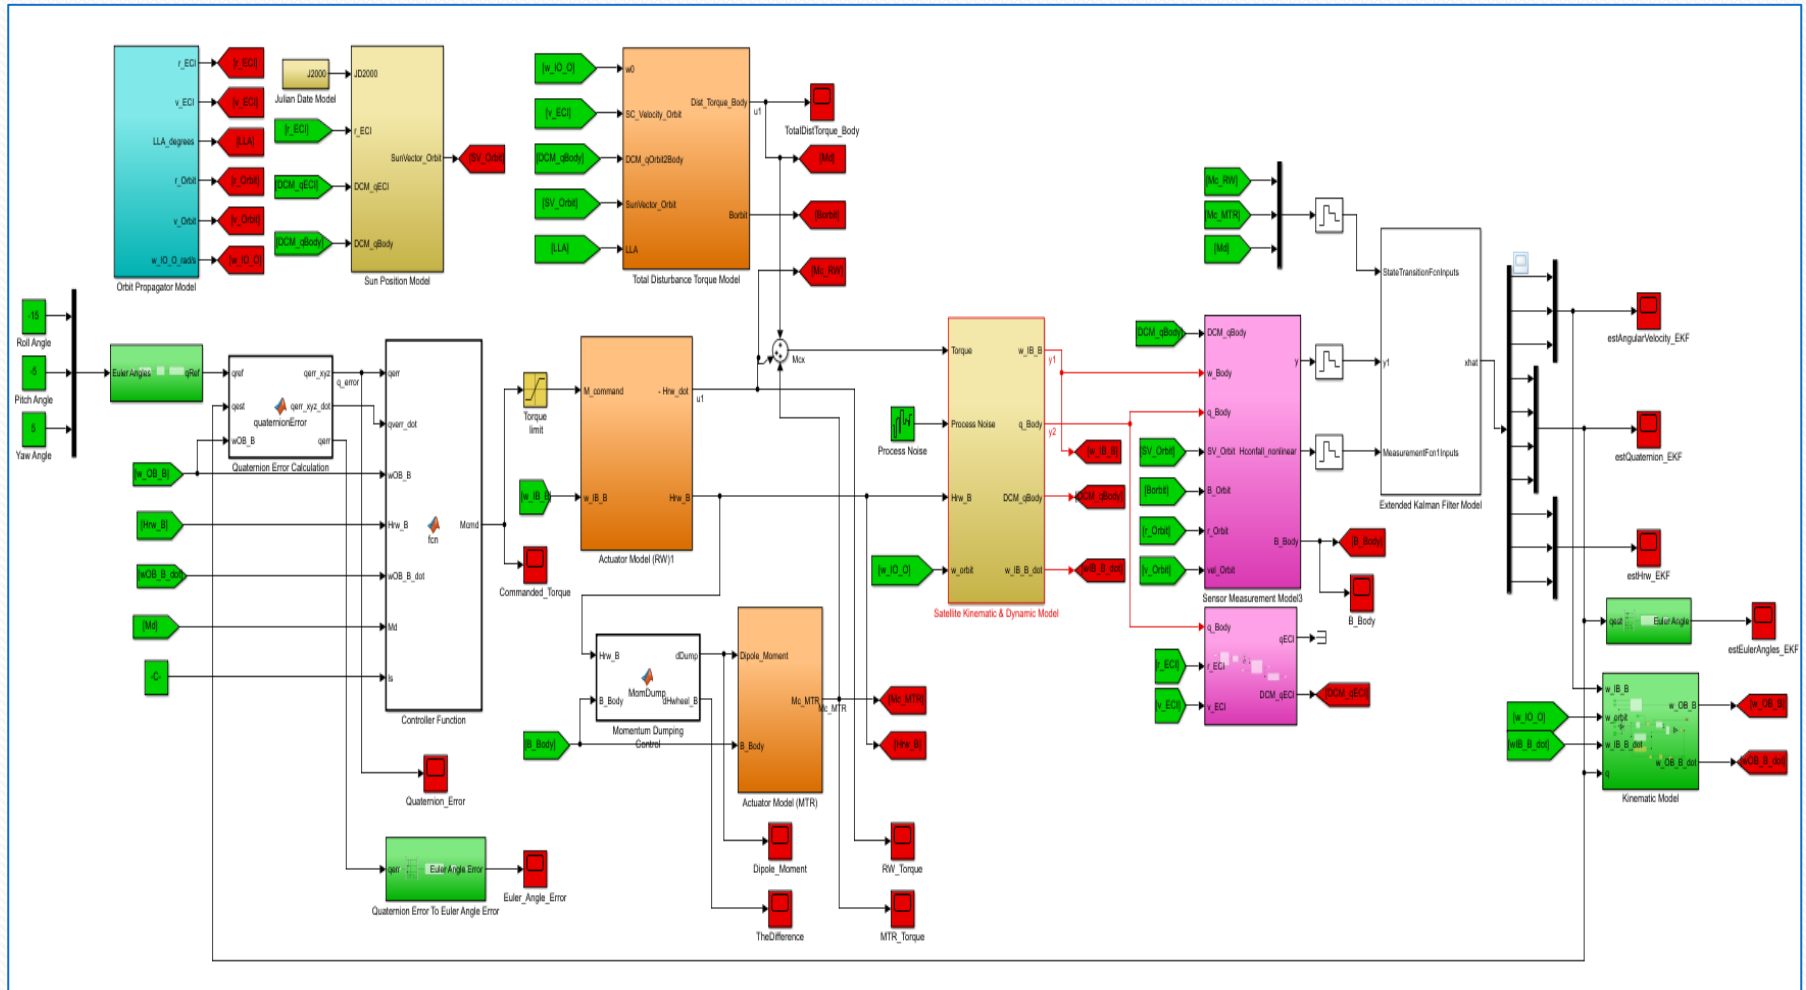 r_ECI
[r_ECI]
v_ECI
[v_ECI]
LLA_degrees
[LLA]
r_Orbit
[r_Orbit]
v_Orbit
[v_Orbit]
w_IO_O_rad/s
[w_IO_O]
Orbit Propagator Model
J2000
Julian Date Model
[r_ECI]
[DCM_qECI]
[DCM_qBody]
JD2000
r_ECI
SunVector_Orbit
DCM_qECI
DCM_qBody
Sun Position Model
[SV_Orbit]
[w_IO_O]
[v_ECI]
[DCM_qBody]
[SV_Orbit]
[LLA]
w0
Dist_Torque_Body
SC_Velocity_Orbit
DCM_qOrbit2Body
SunVector_Orbit
Borbit
LLA
Total Disturbance Torque Model
u1
TotalDistTorque_Body
[Md]
[Borbit]
[Mc_RW]
-15
Roll Angle
-5
Pitch Angle
5
Yaw Angle
Euler Angles
qRef
qref
qerr_xyz
qest
qerr_xyz_dot
quaternionError
wOB_B
qerr
Quaternion Error Calculation
q_error
[w_OB_B]
[Hrw_B]
[wOB_B_dot]
[Md]
-C-
qerr
qverr_dot
wOB_B
Hrw_B
Mcmd
fcn
wOB_B_dot
Md
Is
Controller Function
Torque
limit
[w_IB_B]
Commanded_Torque
M_command
- Hrw_dot
w_IB_B
Hrw_B
Actuator Model (RW)1
u1
Mcx
Hrw_B
dDump
MomDump
B_Body
dHwheel_B
Momentum Dumping
Control
[B_Body]
Dipole_Moment
Mc_MTR
B_Body
Actuator Model (MTR)
Mc_MTR
[Mc_MTR]
[Hrw_B]
Quaternion_Error
qerr
Euler Angle Error
Quaternion Error To Euler Angle Error
Euler_Angle_Error
Dipole_Moment
TheDifference
RW_Torque
MTR_Torque
Process Noise
[w_IO_O]
Torque
w_IB_B
Process Noise
q_Body
Hrw_B
DCM_qBody
w_orbit
w_IB_B_dot
Satellite Kinematic & Dynamic Model
y1
y2
[w_IB_B]
[DCM_qBody]
[wIB_B_dot]
[DCM_qBody]
[SV_Orbit]
[Borbit]
[r_Orbit]
[v_Orbit]
DCM_qBody
w_Body
y
q_Body
SV_Orbit
Hconfall_nonlinear
B_Orbit
r_Orbit
B_Body
vel_Orbit
Sensor Measurement Model3
[B_Body]
B_Body
[r_ECI]
[v_ECI]
q_Body
qECI
r_ECI
DCM_qECI
v_ECI
[DCM_qECI]
[Mc_RW]
[Mc_MTR]
[Md]
StateTransitionFcnInputs
y1
xhat
MeasurementFcn1Inputs
Extended Kalman Filter Model
estAngularVelocity_EKF
estQuaternion_EKF
estHrw_EKF
qest
Euler Angle
estEulerAngles_EKF
[w_IO_O]
[wIB_B_dot]
w_IB_B
w_OB_B
w_orbit
w_IB_B_dot
w_OB_B_dot
q
Kinematic Model
[w_OB_B]
[wOB_B_dot]